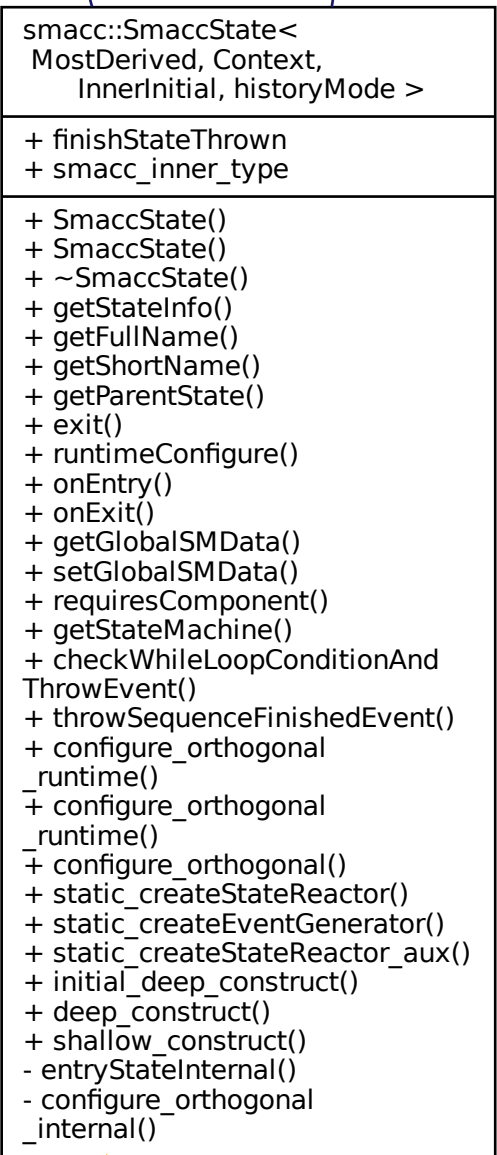 smacc::SmaccState<
MostDerived, Context,
InnerInitial, historyMode >
+ finishStateThrown
+ smacc_inner_type
+ SmaccState()
+ SmaccState()
+ ~SmaccState()
+ getStateInfo()
+ getFullName()
+ getShortName()
+ getParentState()
+ exit()
+ runtimeConfigure()
+ onEntry()
+ onExit()
+ getGlobalSMData()
+ setGlobalSMData()
+ requiresComponent()
+ getStateMachine()
+ checkWhileLoopConditionAnd
ThrowEvent()
+ throwSequenceFinishedEvent()
+ configure_orthogonal
_runtime()
+ configure_orthogonal
_runtime()
+ configure_orthogonal()
+ static_createStateReactor()
+ static_createEventGenerator()
+ static_createStateReactor_aux()
+ initial_deep_construct()
+ deep_construct()
+ shallow_construct()
- entryStateInternal()
- configure_orthogonal
_internal()